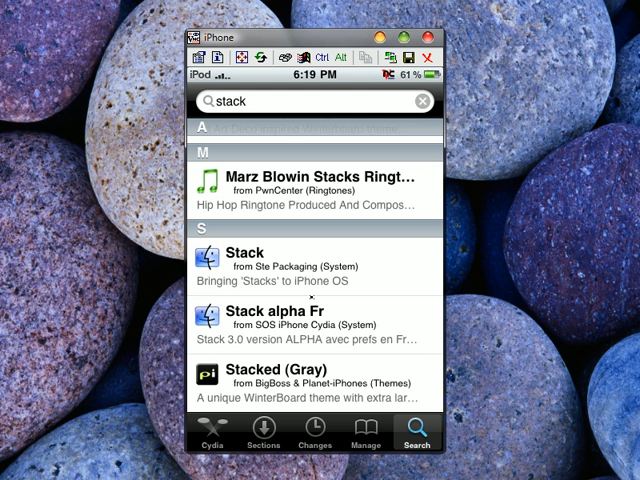 iPhone
Ctrl Alt
iPod 6:19 PM 61%
stack
A
M
Marz Blowin Stacks Ringt...
from PwnCenter (Ringtones)
Hip Hop Ringtone Produced And Compos...
S
Stack
from Ste Packaging (System)
Bringing 'Stacks' to iPhone OS
Stack alpha Fr
from SOS iPhone Cydia (System)
Stack 3.0 version ALPHA avec prefs en Fr...
Stacked (Gray)
from BigBoss & Planet-iPhones (Themes)
A unique WinterBoard theme with extra lar...
Cydia Sections Changes Manage Search